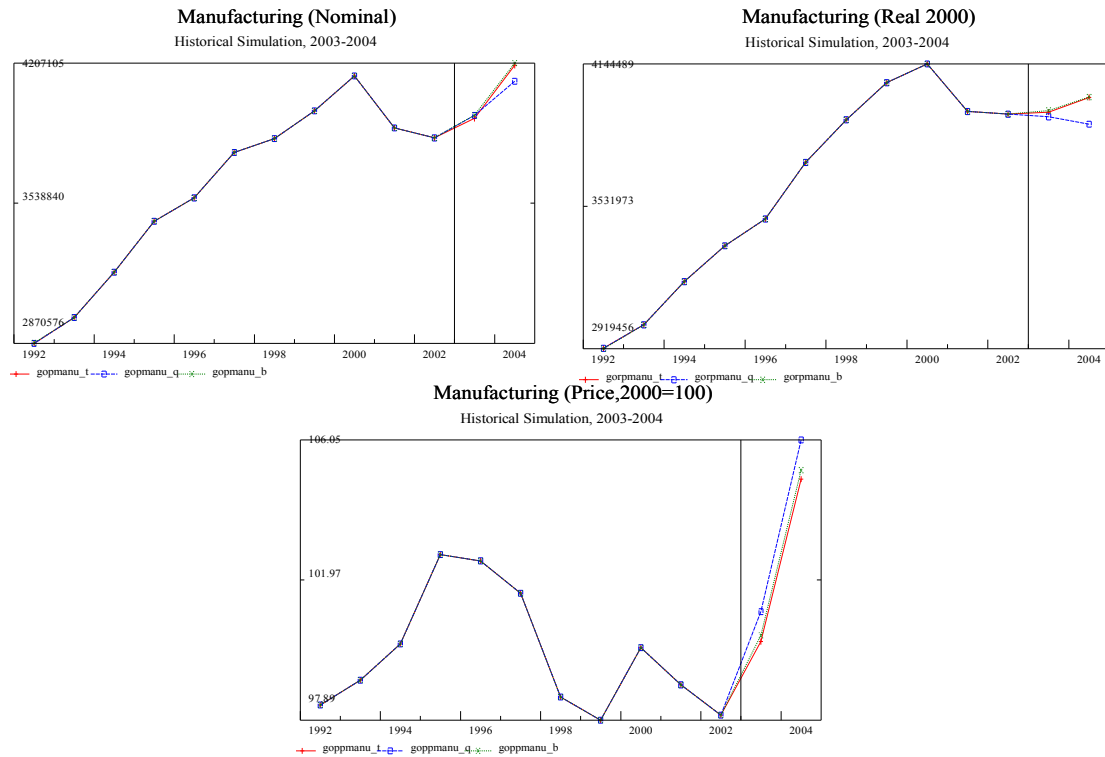 Manufacturing (Nominal)
Historical Simulation, 2003-2004
4207105
3538840
2870576
1992 1994 1996 1998 2000 2002 2004
gopmanu_t gopmanu_q gopmanu_b
Manufacturing (Real 2000)
Historical Simulation, 2003-2004
4144489
3531973
2919456
1992 1994 1996 1998 2000 2002 2004
gorpmanu_t gorpmanu_q gorpmanu_b
Manufacturing (Price,2000=100)
Historical Simulation, 2003-2004
106.05
101.97
97.89
1992 1994 1996 1998 2000 2002 2004
goppmanu_t goppmanu_q goppmanu_b